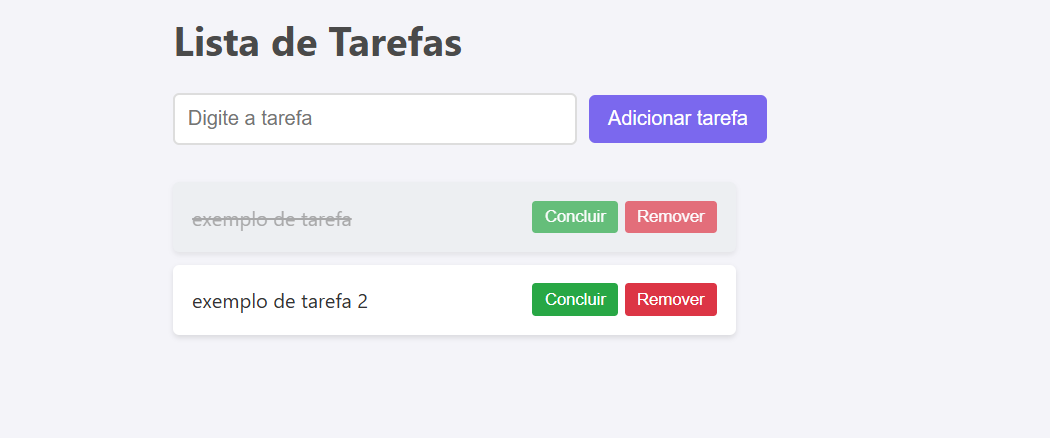 Lista de Tarefas
Digite a tarefa Adicionar tarefa
exemplo de tarefa Concluir Remover
exemplo de tarefa 2 Concluir Remover